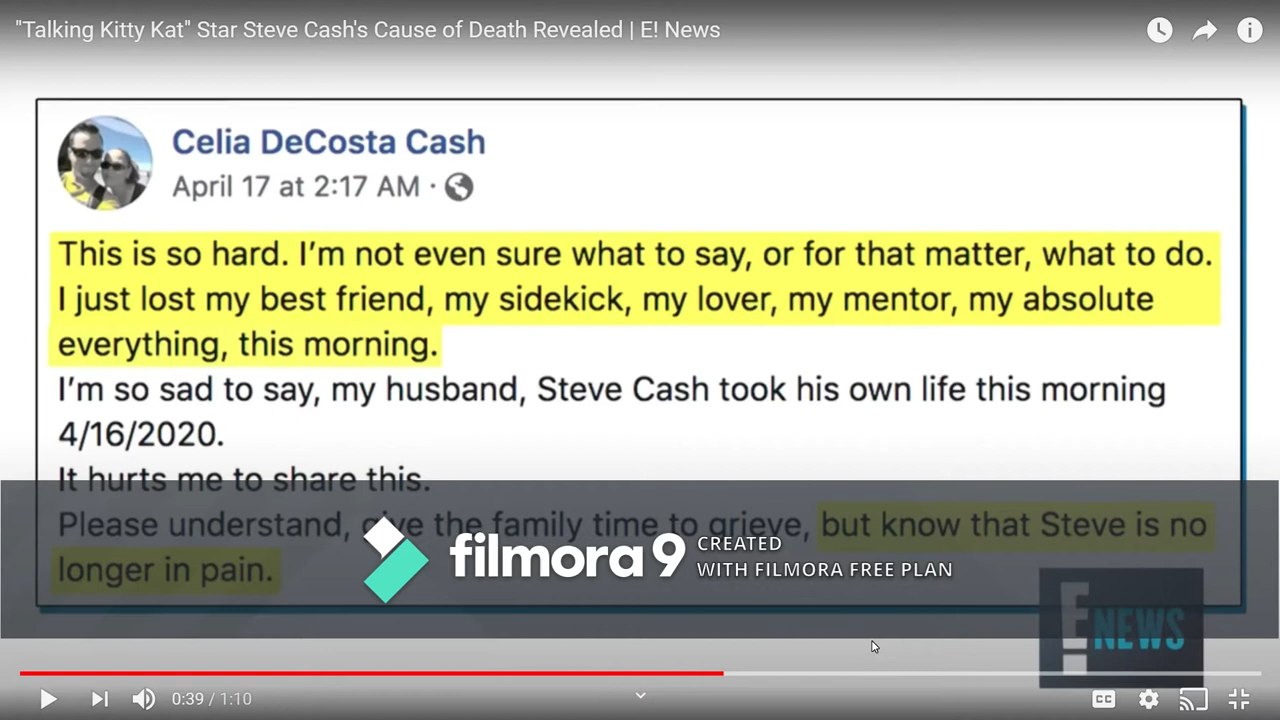 "Talking Kitty Kat" Star Steve Cash's Cause of Death Revealed | E! News
Celia DeCosta Cash
April 17 at 2:17 AM ·
This is so hard. I'm not even sure what to say, or for that matter, what to do.
I just lost my best friend, my sidekick, my lover, my mentor, my absolute
everything, this morning.
I'm so sad to say, my husband, Steve Cash took his own life this morning
4/16/2020.
It hurts me to share this.
Please understand, give the family time to grieve, but know that Steve is no
longer in pain.
filmora 9 CREATED
WITH FILMORA FREE PLAN
E! NEWS
0:39 / 1:10
CC